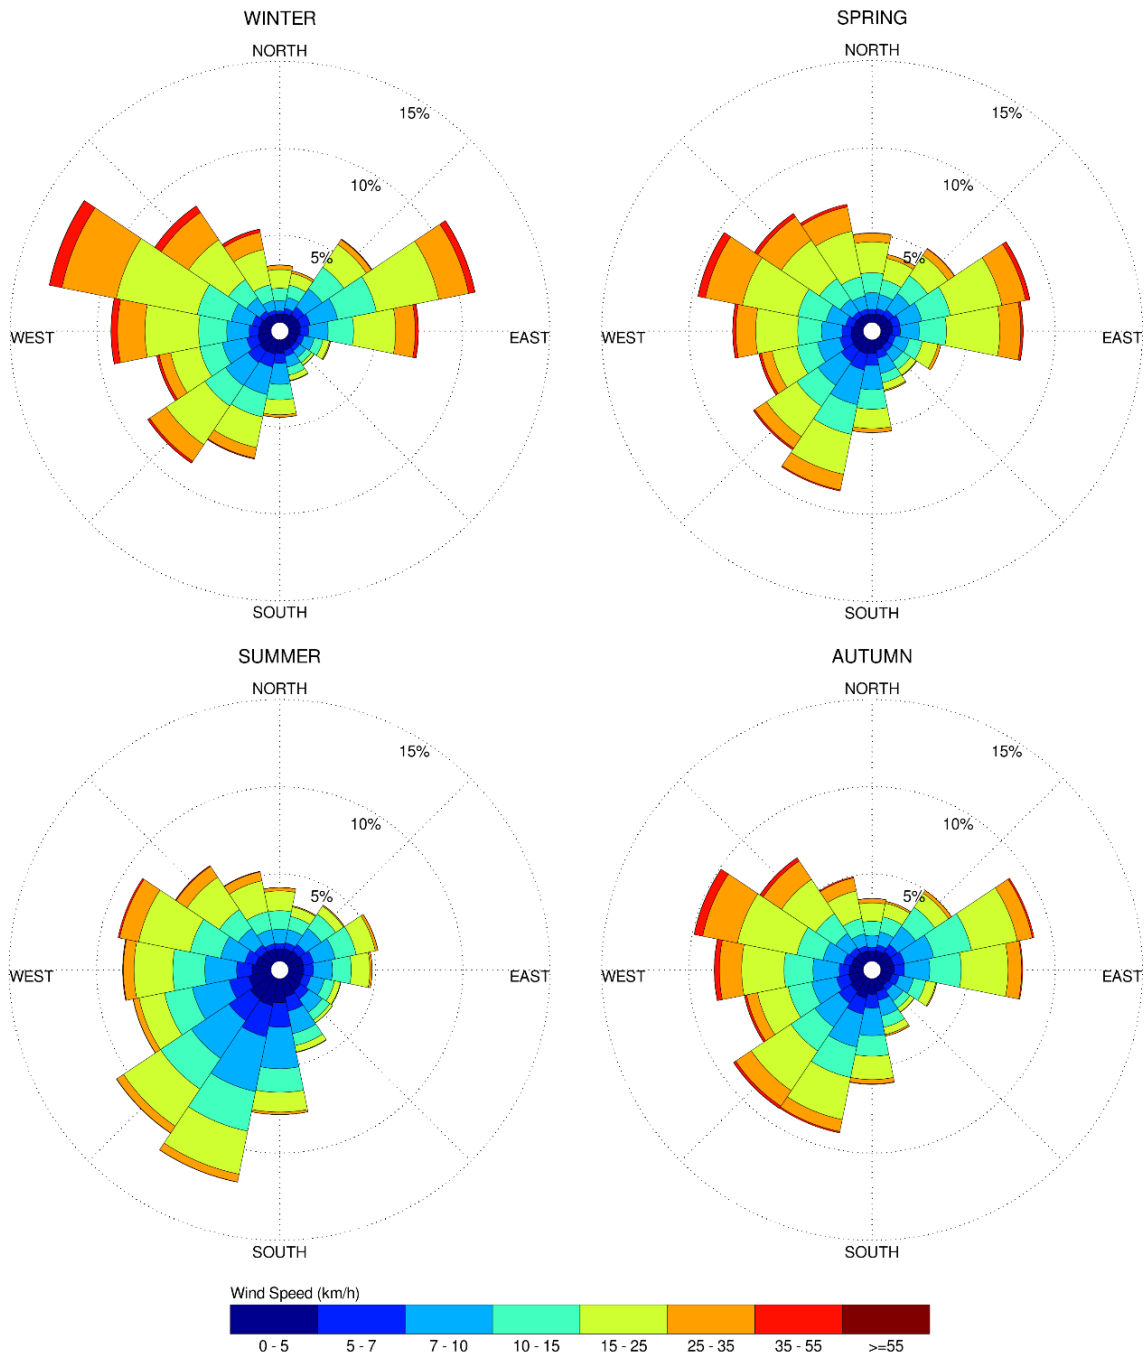 WINTER
NORTH
15%
10%
5%
WEST
EAST
SOUTH
SPRING
NORTH
15%
10%
5%
WEST
EAST
SOUTH
SUMMER
NORTH
15%
10%
5%
WEST
EAST
SOUTH
AUTUMN
NORTH
15%
10%
5%
WEST
EAST
SOUTH
Wind Speed (km/h)
0 - 5 5 - 7 7 - 10 10 - 15 15 - 25 25 - 35 35 - 55 >=55